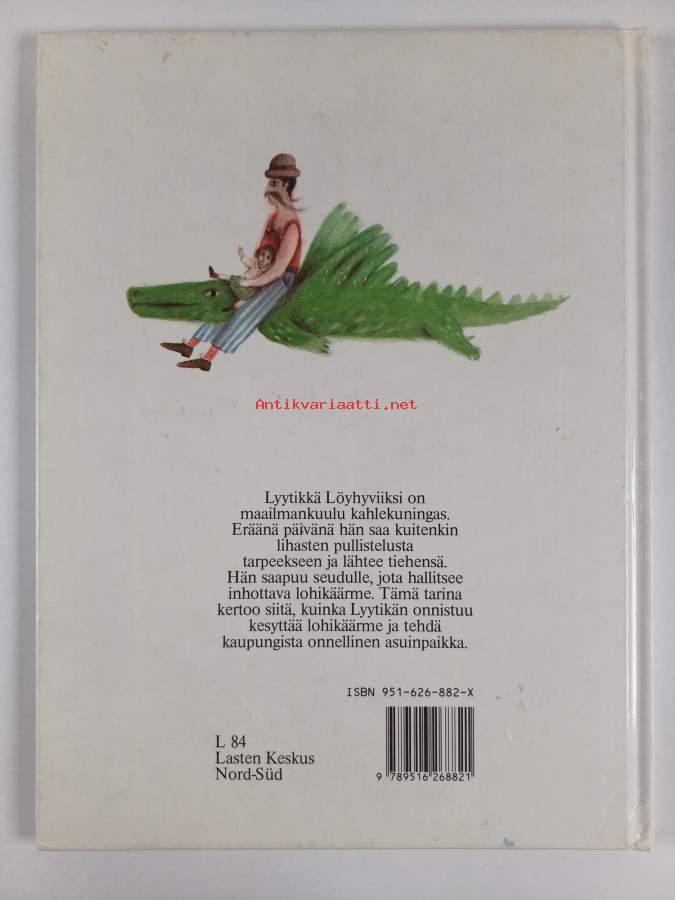 Antikvariaatti.net
Lyytikkä Löyhyviiksi on
maailmankuulu kahlekuningas.
Eräänä päivänä hän saa kuitenkin
lihasten pullistelusta
tarpeekseen ja lähtee tiehensä.
Hän saapuu seudulle, jota hallitsee
inhottava lohikäärme. Tämä tarina
kertoo siitä, kuinka Lyytikän onnistuu
kesyttää lohikäärme ja tehdä
kaupungista onnellinen asuinpaikka.
ISBN 951-626-882-X
L 84
Lasten Keskus
Nord-Süd
9 789516 268821